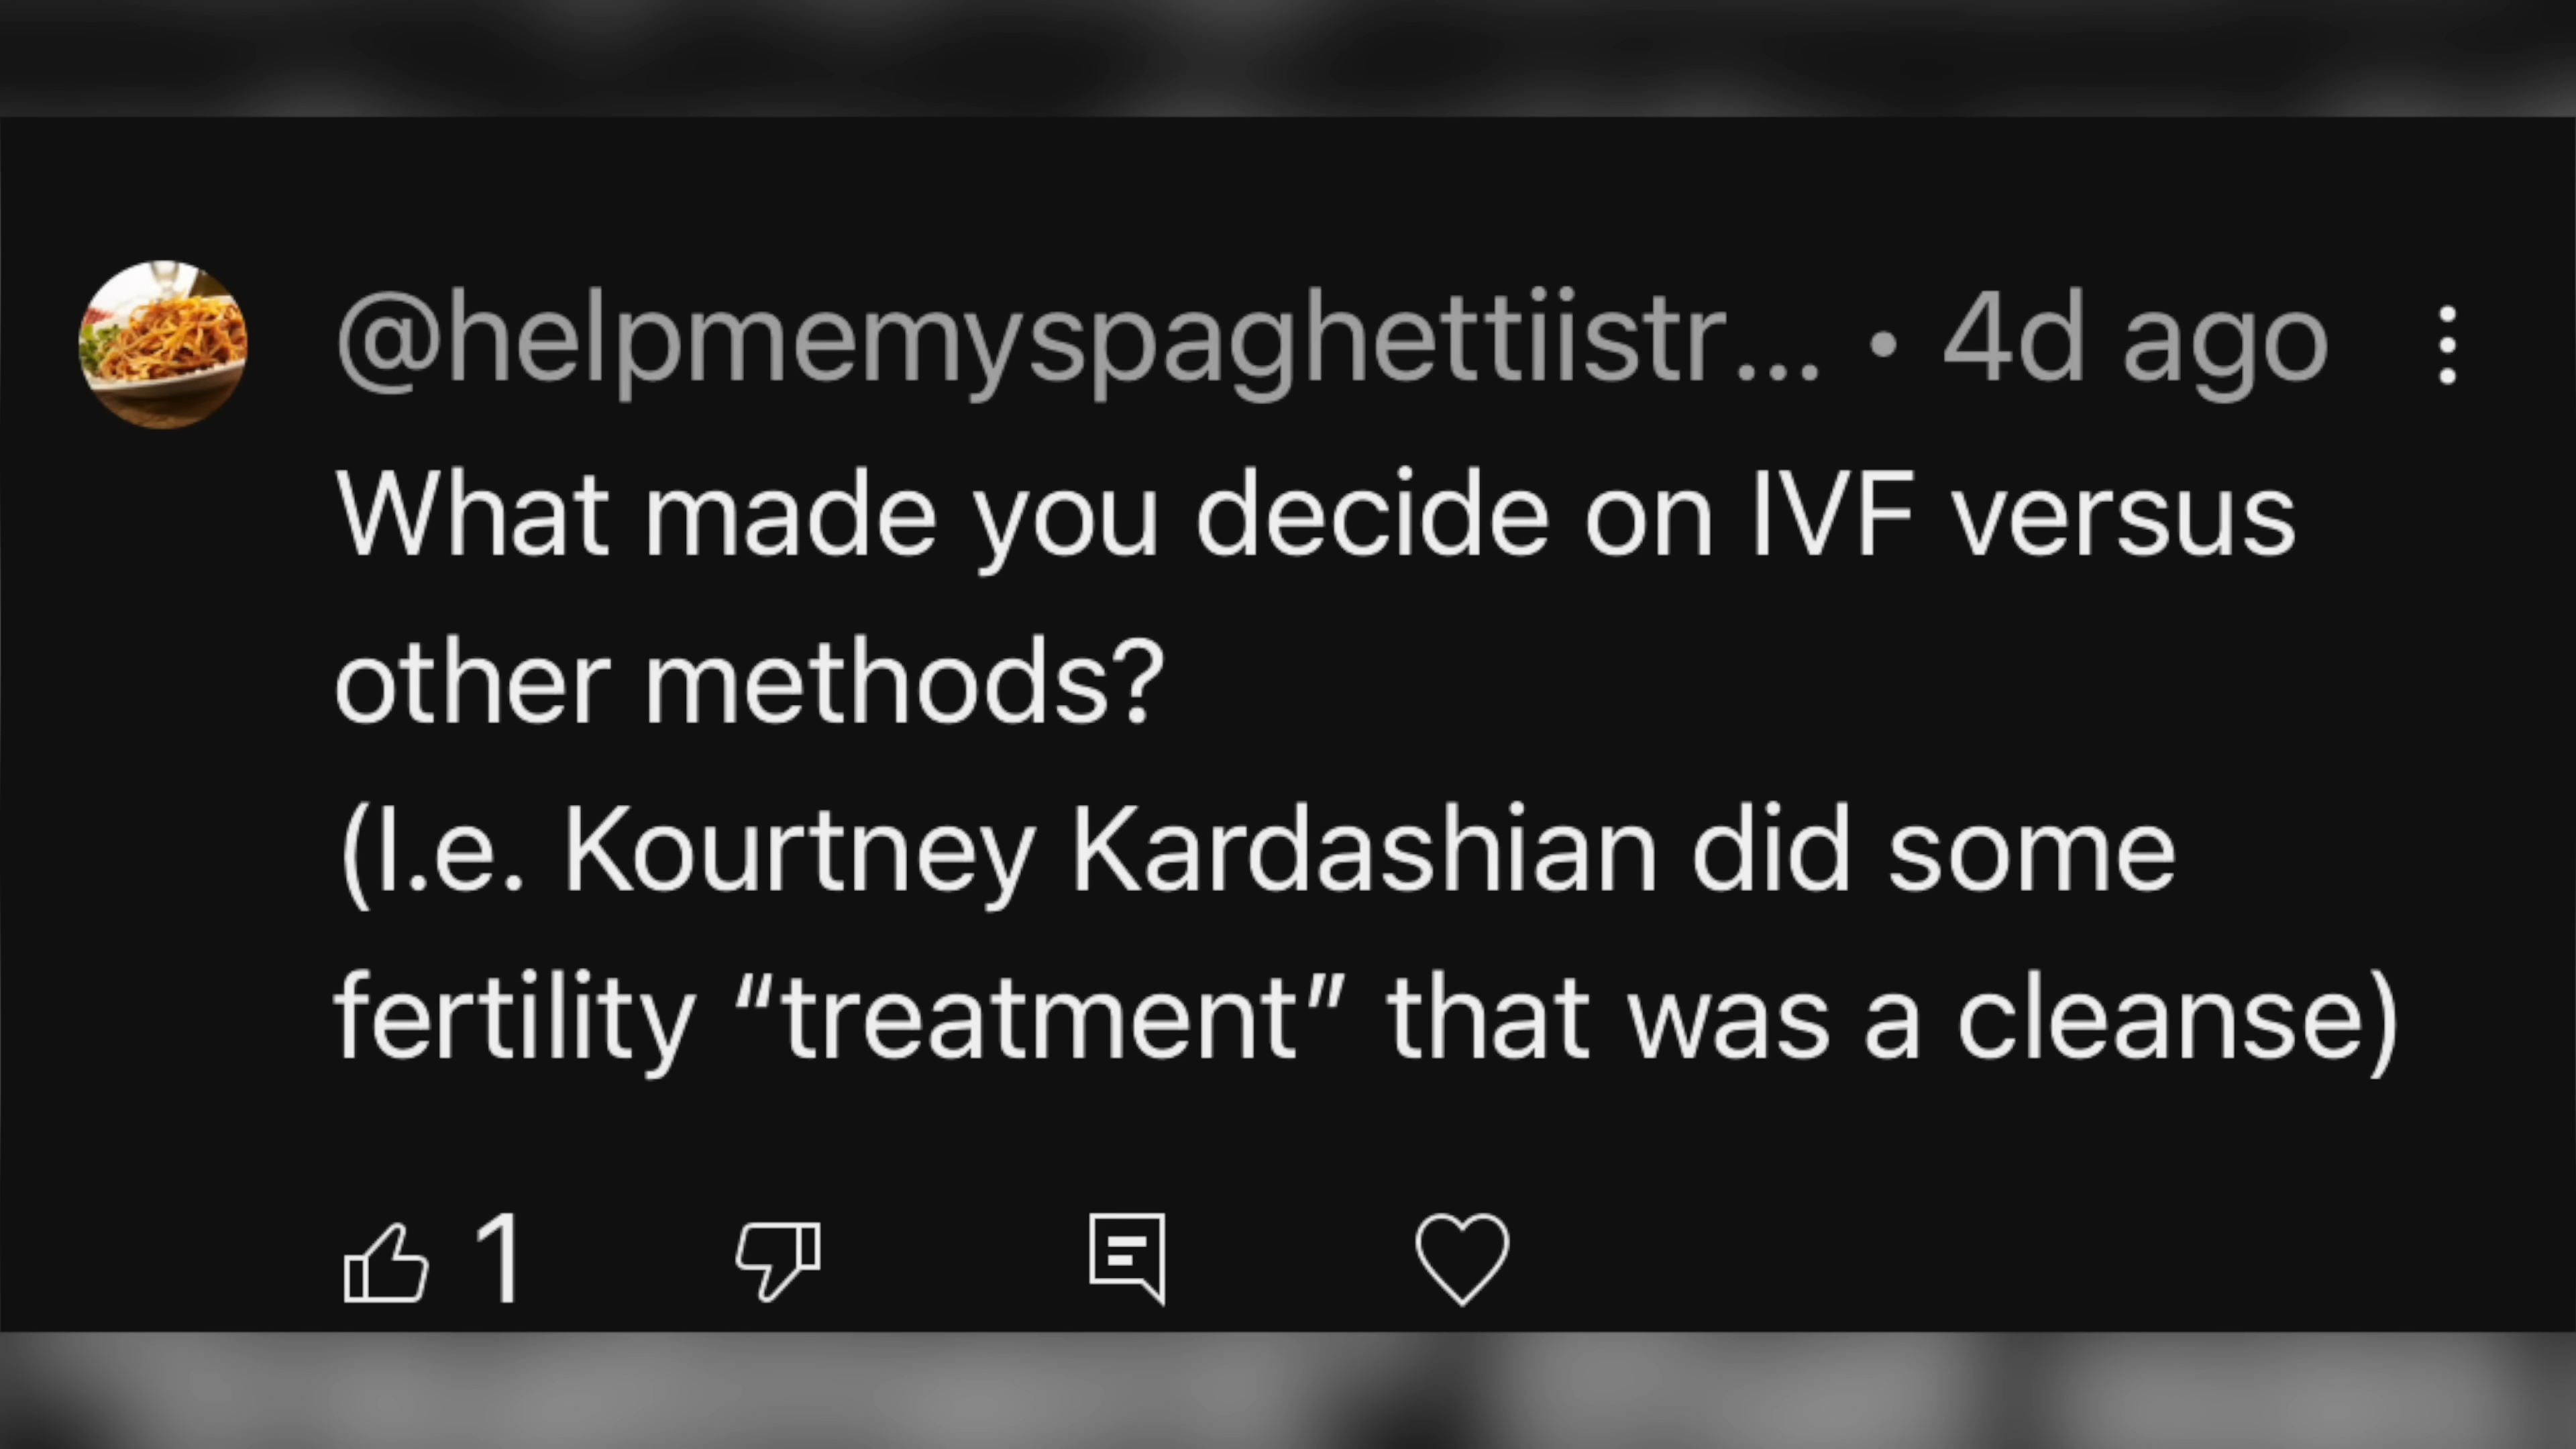 @helpmemyspaghettiistr... • 4d ago
What made you decide on IVF versus
other methods?
(I.e. Kourtney Kardashian did some
fertility “treatment” that was a cleanse)
1